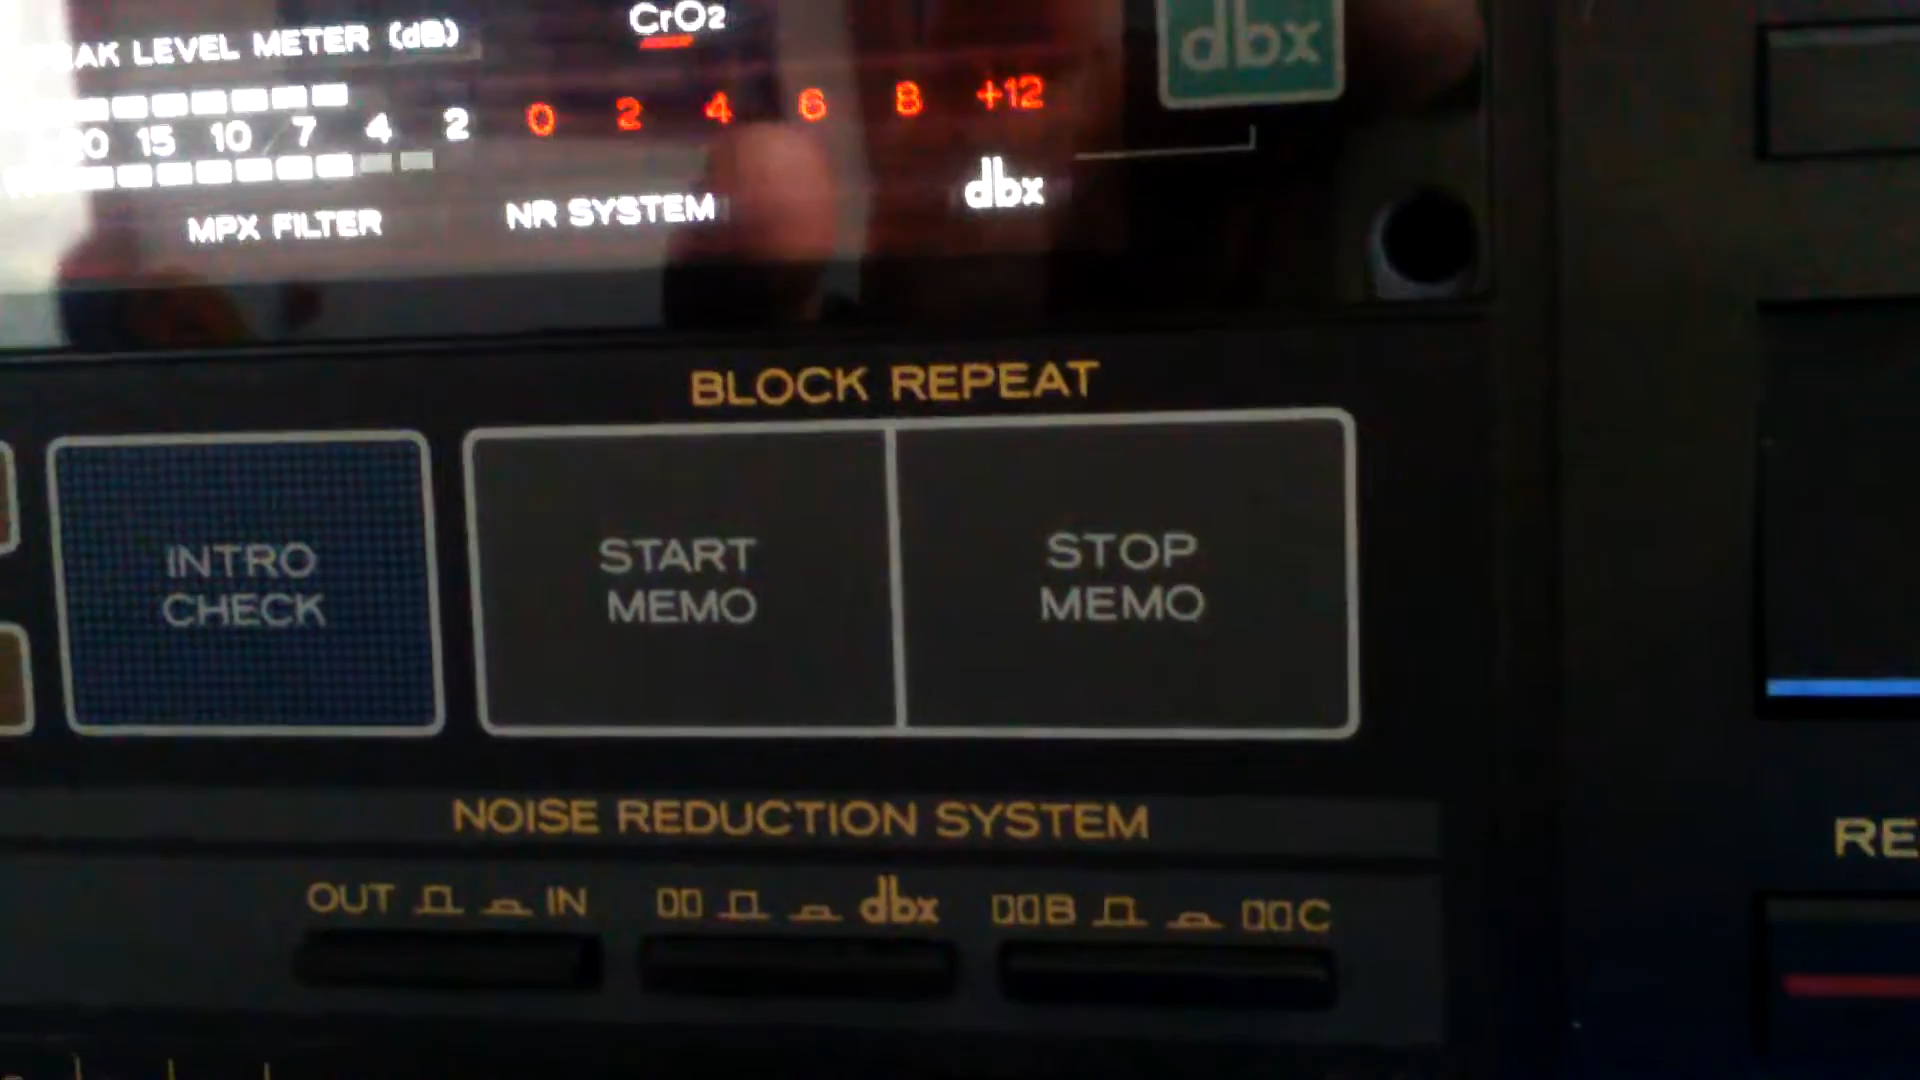 CrO2
AK LEVEL METER (dB)
dbx
20 15 10 7 4 2 0 2 4 6 8 +12
MPX FILTER NR SYSTEM dbx
BLOCK REPEAT
INTRO
CHECK
START
MEMO
STOP
MEMO
NOISE REDUCTION SYSTEM
RE
OUT IN dbx B C